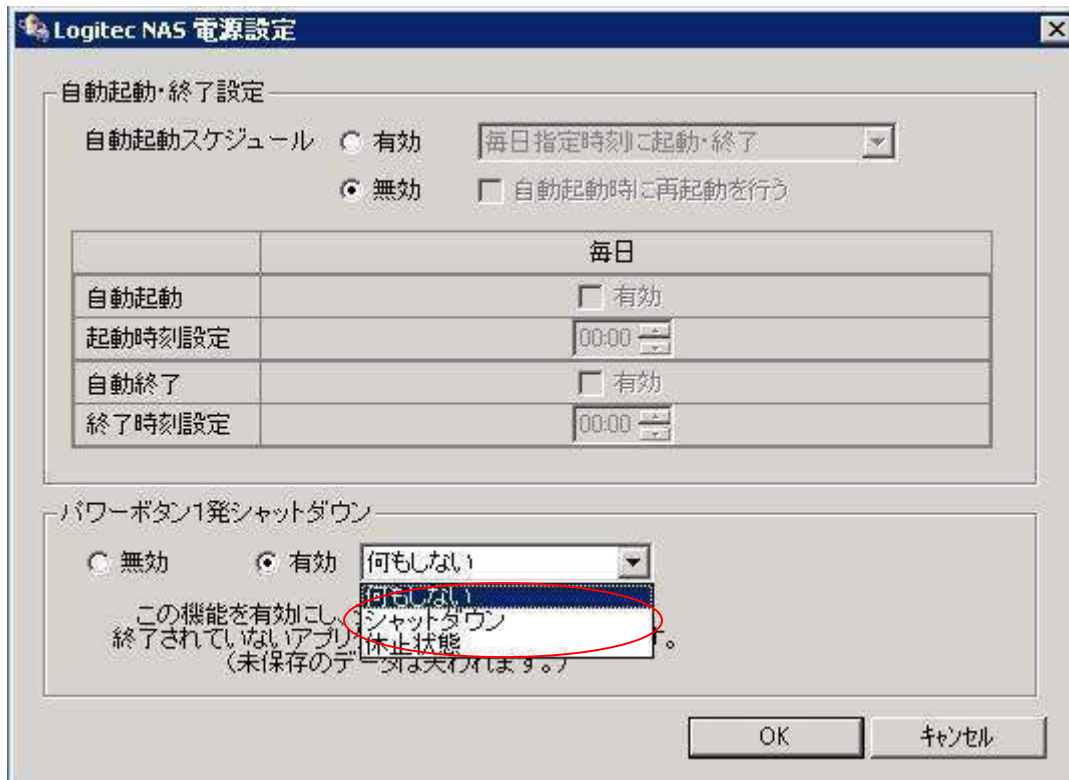 Logitec NAS 電源設定
自動起動・終了設定
自動起動スケジュール 有効 毎日指定時刻に起動・終了
無効 自動起動時に再起動を行う
毎日
自動起動 有効
起動時刻設定 00:00
自動終了 有効
終了時刻設定 00:00
パワーボタン1発シャットダウン
無効 有効 何もしない
何もしない
この機能を有効にし、 シャットダウン
終了されていないアプリ 休止状態 す。
(未保存のデータは失われます。)
OK キャンセル